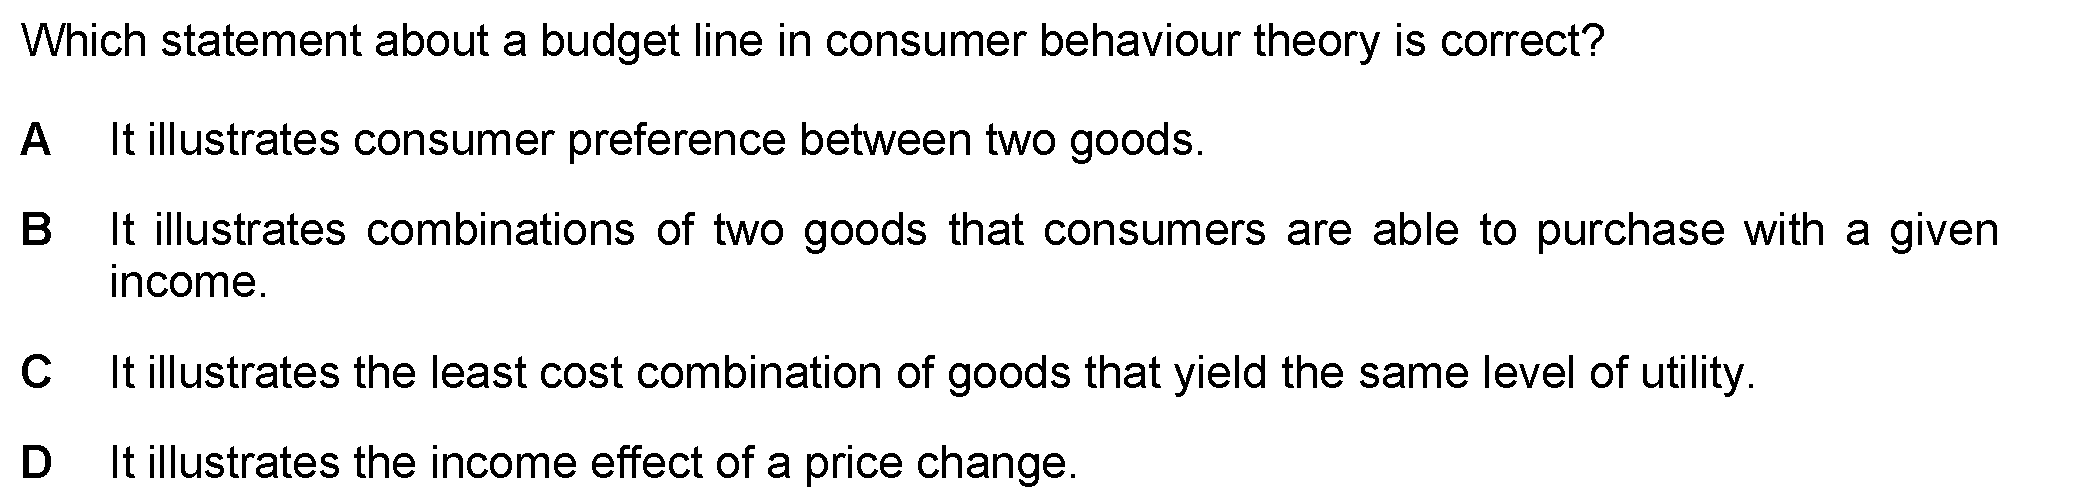 Which statement about a budget line in consumer behaviour theory is correct?
A It illustrates consumer preference between two goods.
B It illustrates combinations of two goods that consumers are able to purchase with a given
income.
C It illustrates the least cost combination of goods that yield the same level of utility.
D It illustrates the income effect of a price change.